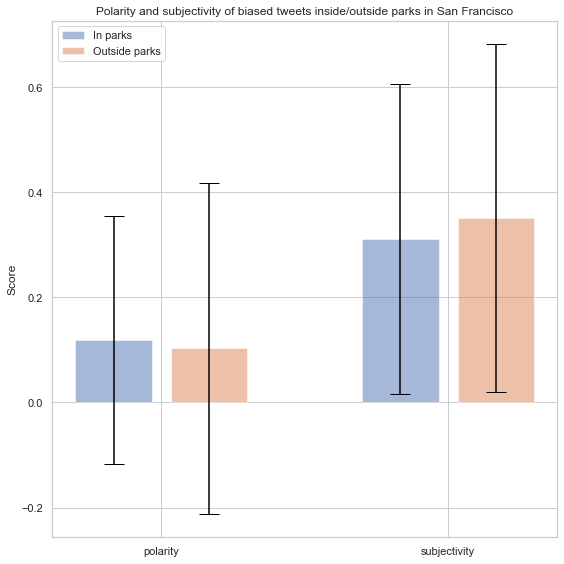 Polarity and subjectivity of biased tweets inside/outside parks in San Francisco
In parks
Outside parks
Score
0.6
0.4
0.2
0.0
−0.2
polarity
subjectivity